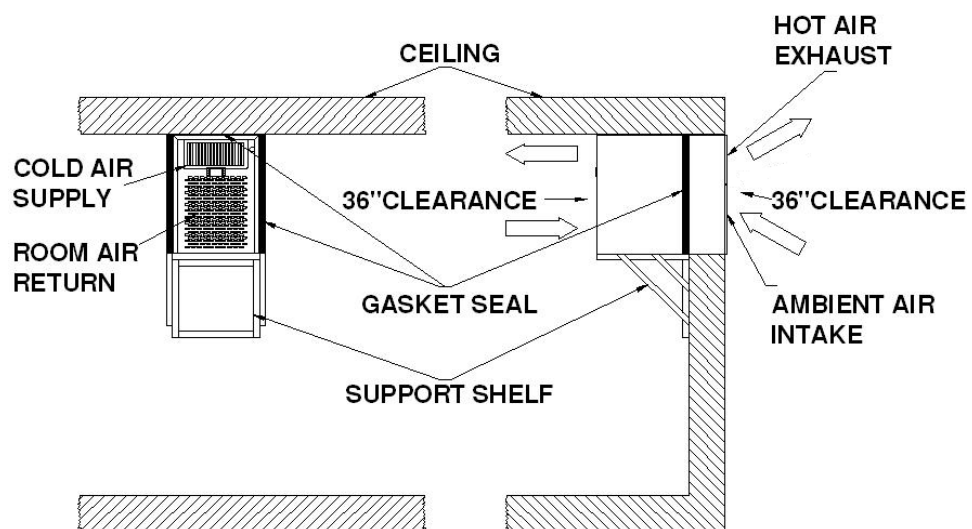 HOT AIR
EXHAUST
CEILING
COLD AIR
SUPPLY
36"CLEARANCE
36"CLEARANCE
ROOM AIR
RETURN
GASKET SEAL
AMBIENT AIR
INTAKE
SUPPORT SHELF